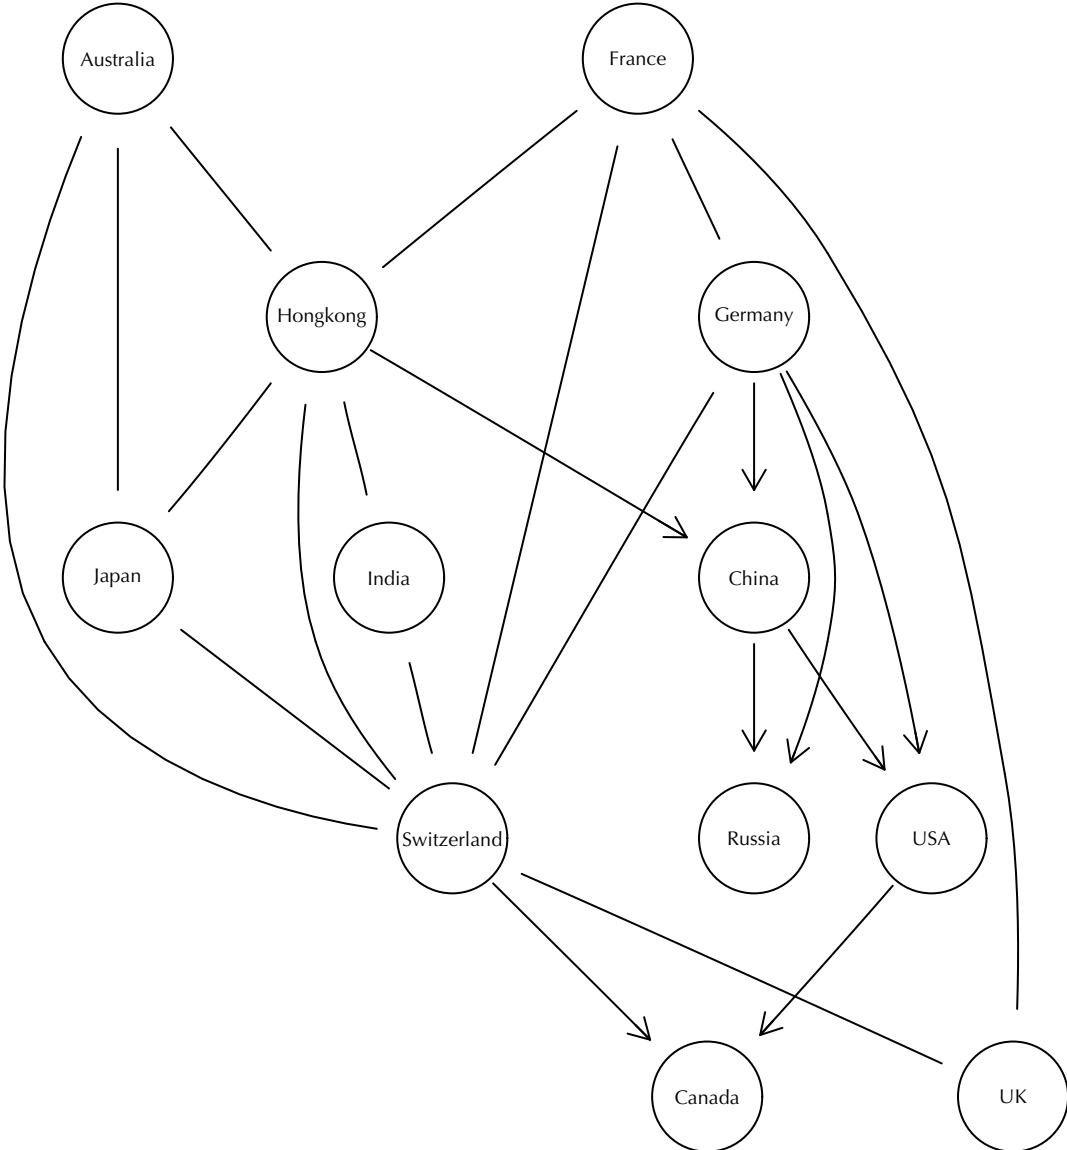 Australia
France
Hongkong
Germany
Japan
India
China
Switzerland
Russia
USA
Canada
UK